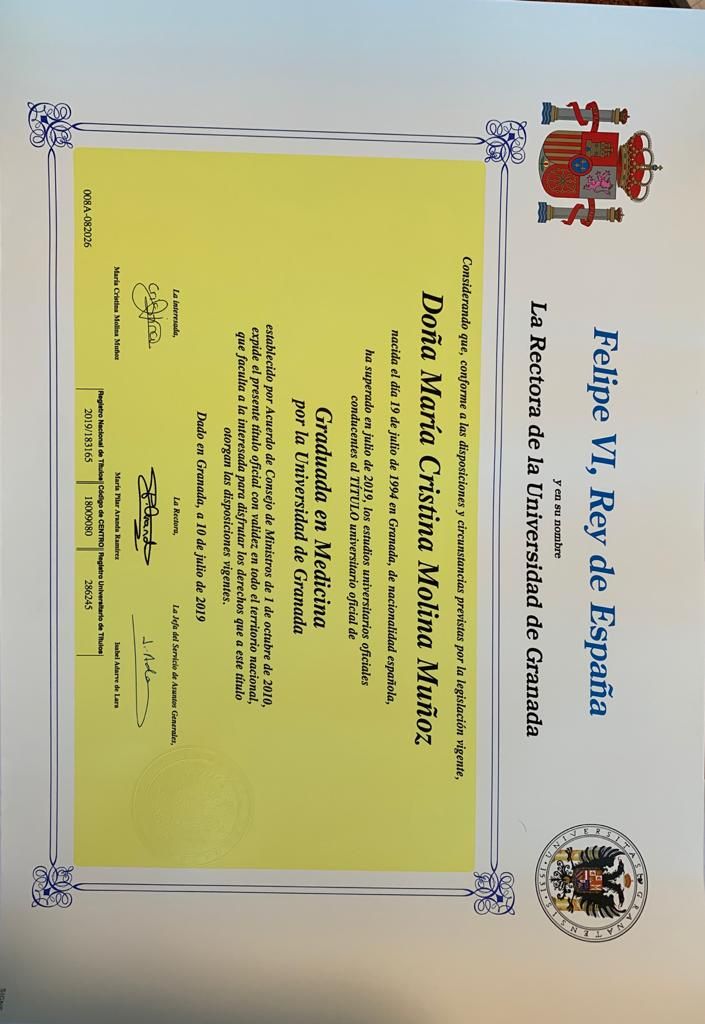 Felipe VI, Rey de España
y en su nombre
La Rectora de la Universidad de Granada
Considerando que, conforme a las disposiciones y circunstancias previstas por la legislación vigente,
Doña María Cristina Molina Muñoz
nacida el día 19 de julio de 1994 en Granada, de nacionalidad española,
ha superado en julio de 2019, los estudios universitarios oficiales
conducentes al TÍTULO universitario oficial de
Graduada en Medicina
por la Universidad de Granada
establecido por Acuerdo de Consejo de Ministros de 1 de octubre de 2010,
expide el presente título oficial con validez en todo el territorio nacional,
que faculta a la interesada para disfrutar los derechos que a este título
otorgan las disposiciones vigentes.
Dado en Granada, a 10 de julio de 2019
La interesada,
La Rectora,
La Jefa del Servicio de Asuntos Generales,
María Cristina Molina Muñoz
María Pilar Aranda Ramírez
Isabel Adarve de Lara
Registro Nacional de Títulos | Código de CENTRO | Registro Universitario de Títulos
008A-082026
2019/183165
18009080
286245
UNIVERSITAS GRANATENSIS 1531